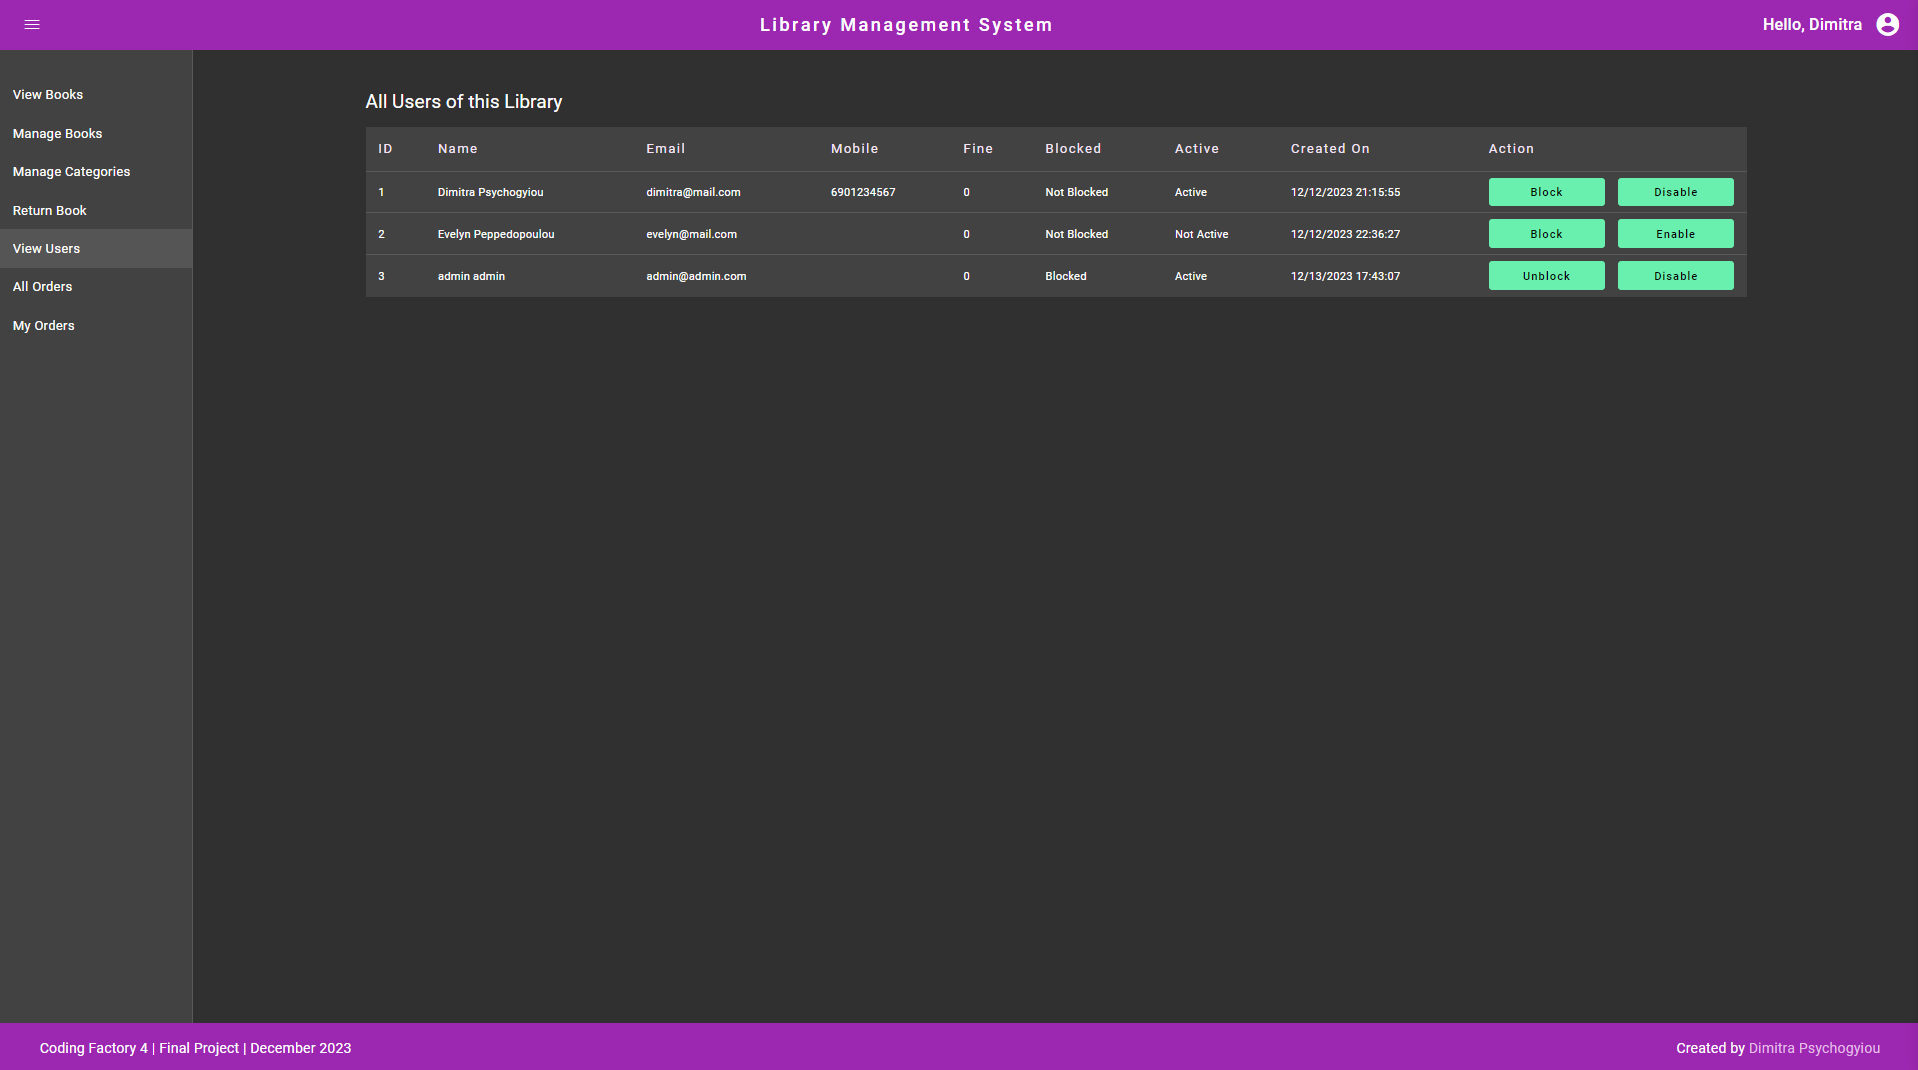 Library Management System
Hello, Dimitra
View Books
Manage Books
Manage Categories
Return Book
View Users
All Orders
My Orders
All Users of this Library
ID Name Email Mobile Fine Blocked Active Created On Action
1 Dimitra Psychogyiou dimitra@mail.com 6901234567 0 Not Blocked Active 12/12/2023 21:15:55 Block Disable
2 Evelyn Peppedopoulou evelyn@mail.com 0 Not Blocked Not Active 12/12/2023 22:36:27 Block Enable
3 admin admin admin@admin.com 0 Blocked Active 12/13/2023 17:43:07 Unblock Disable
Coding Factory 4 | Final Project | December 2023
Created by Dimitra Psychogyiou